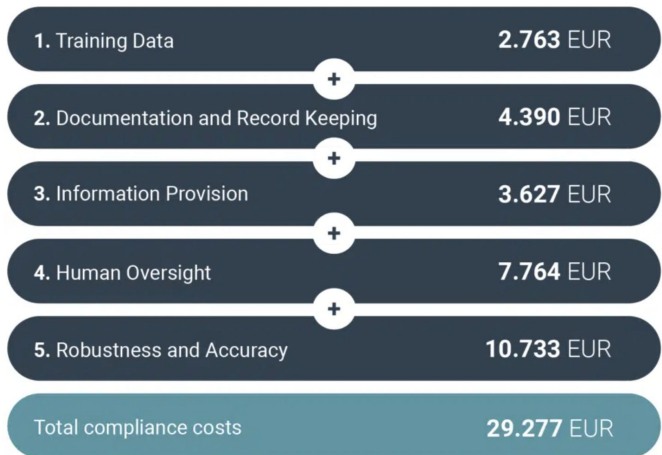 1. Training Data 2.763 EUR
+
2. Documentation and Record Keeping 4.390 EUR
+
3. Information Provision 3.627 EUR
+
4. Human Oversight 7.764 EUR
+
5. Robustness and Accuracy 10.733 EUR
Total compliance costs 29.277 EUR